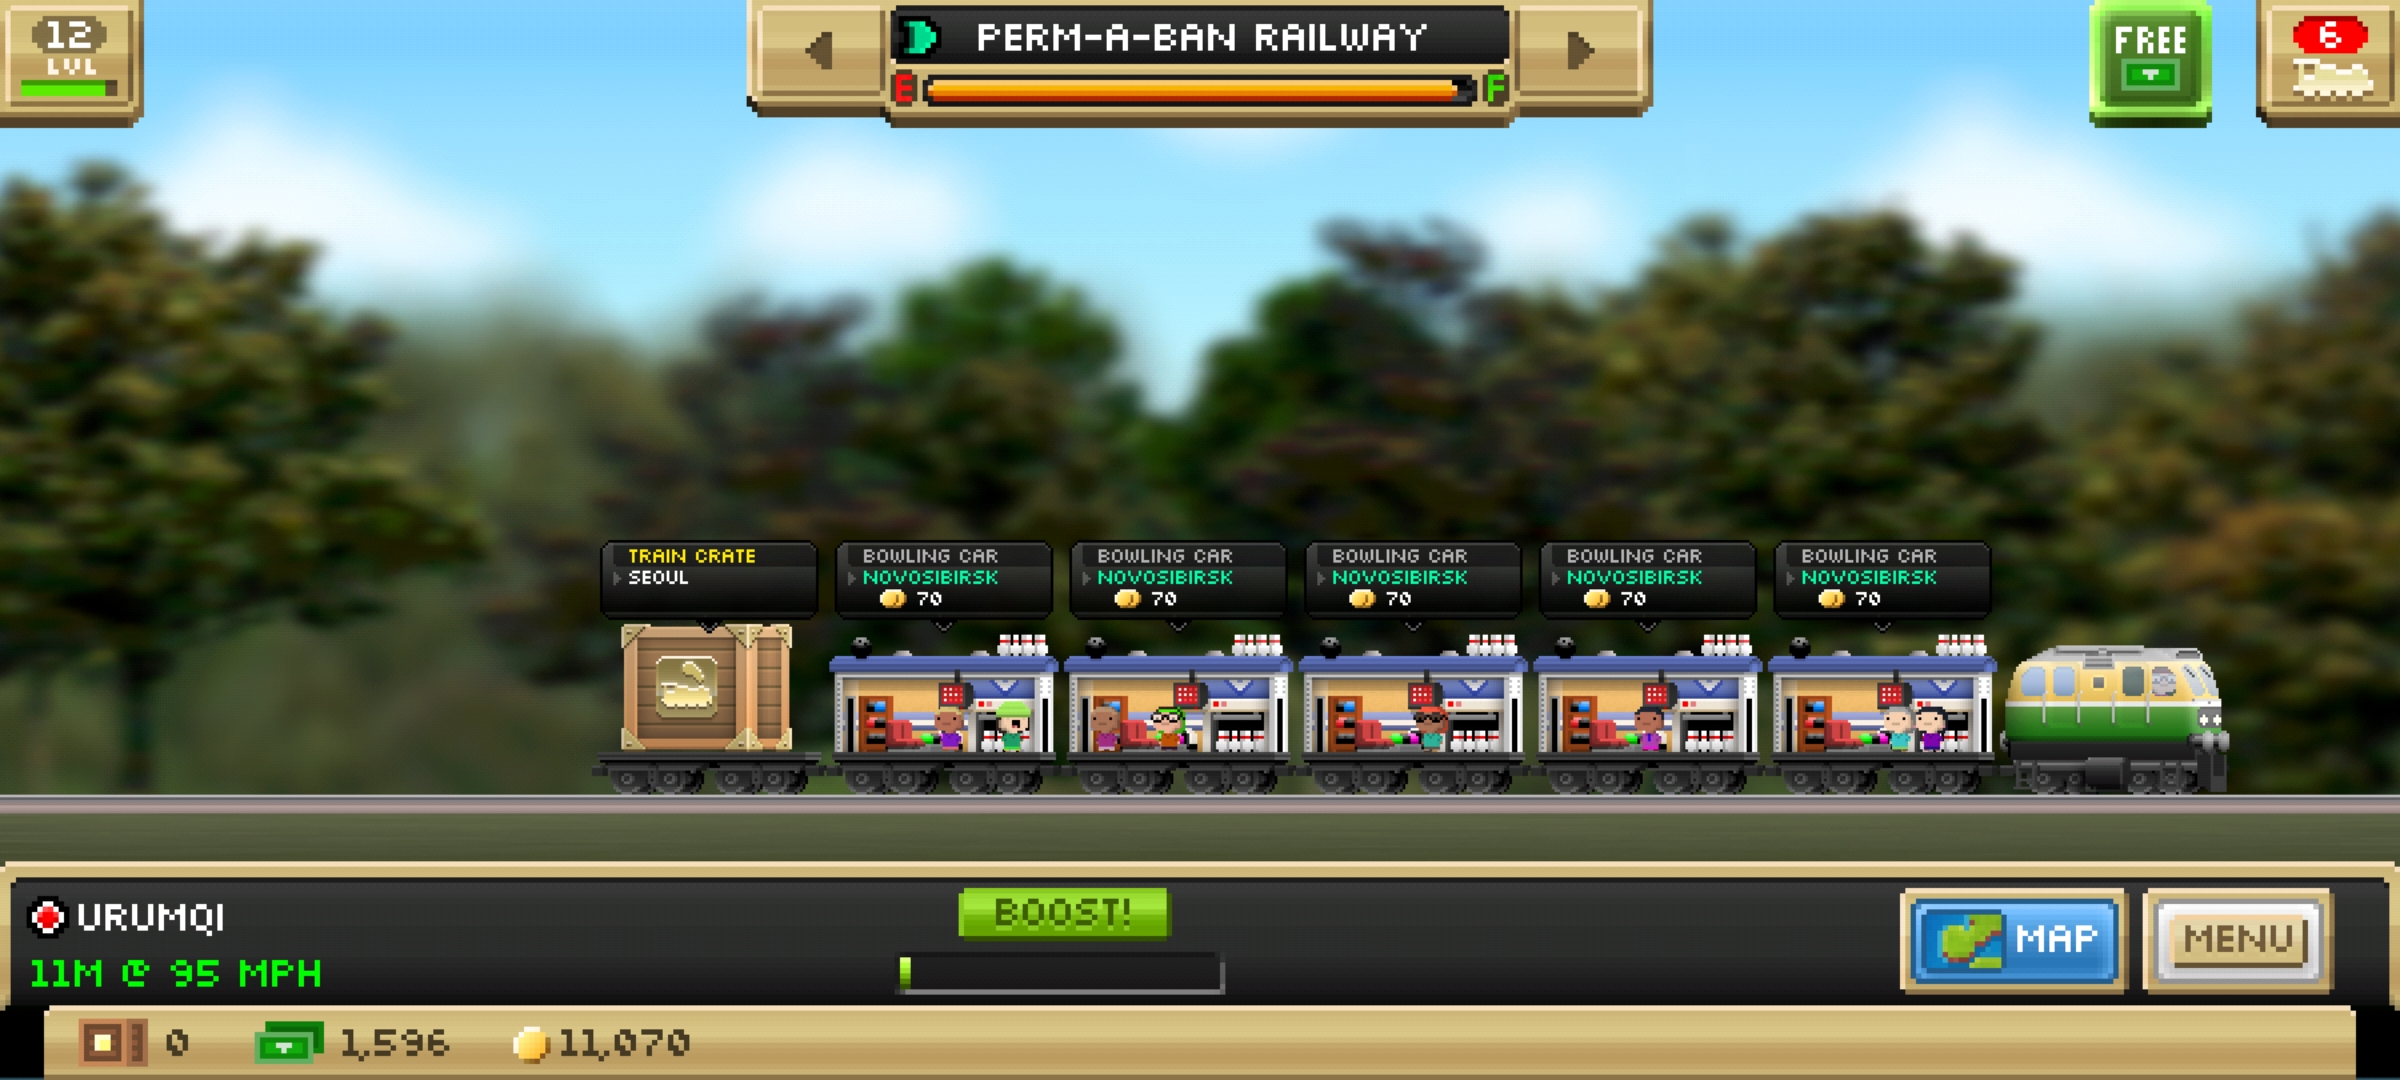 12
LVL
PERM-A-BAN RAILWAY
E F
FREE
6
TRAIN CRATE
SEOUL
BOWLING CAR
NOVOSIBIRSK
70
BOWLING CAR
NOVOSIBIRSK
70
BOWLING CAR
NOVOSIBIRSK
70
BOWLING CAR
NOVOSIBIRSK
70
BOWLING CAR
NOVOSIBIRSK
70
URUMQI
11M @ 95 MPH
BOOST!
MAP
MENU
0
1,596
11,070